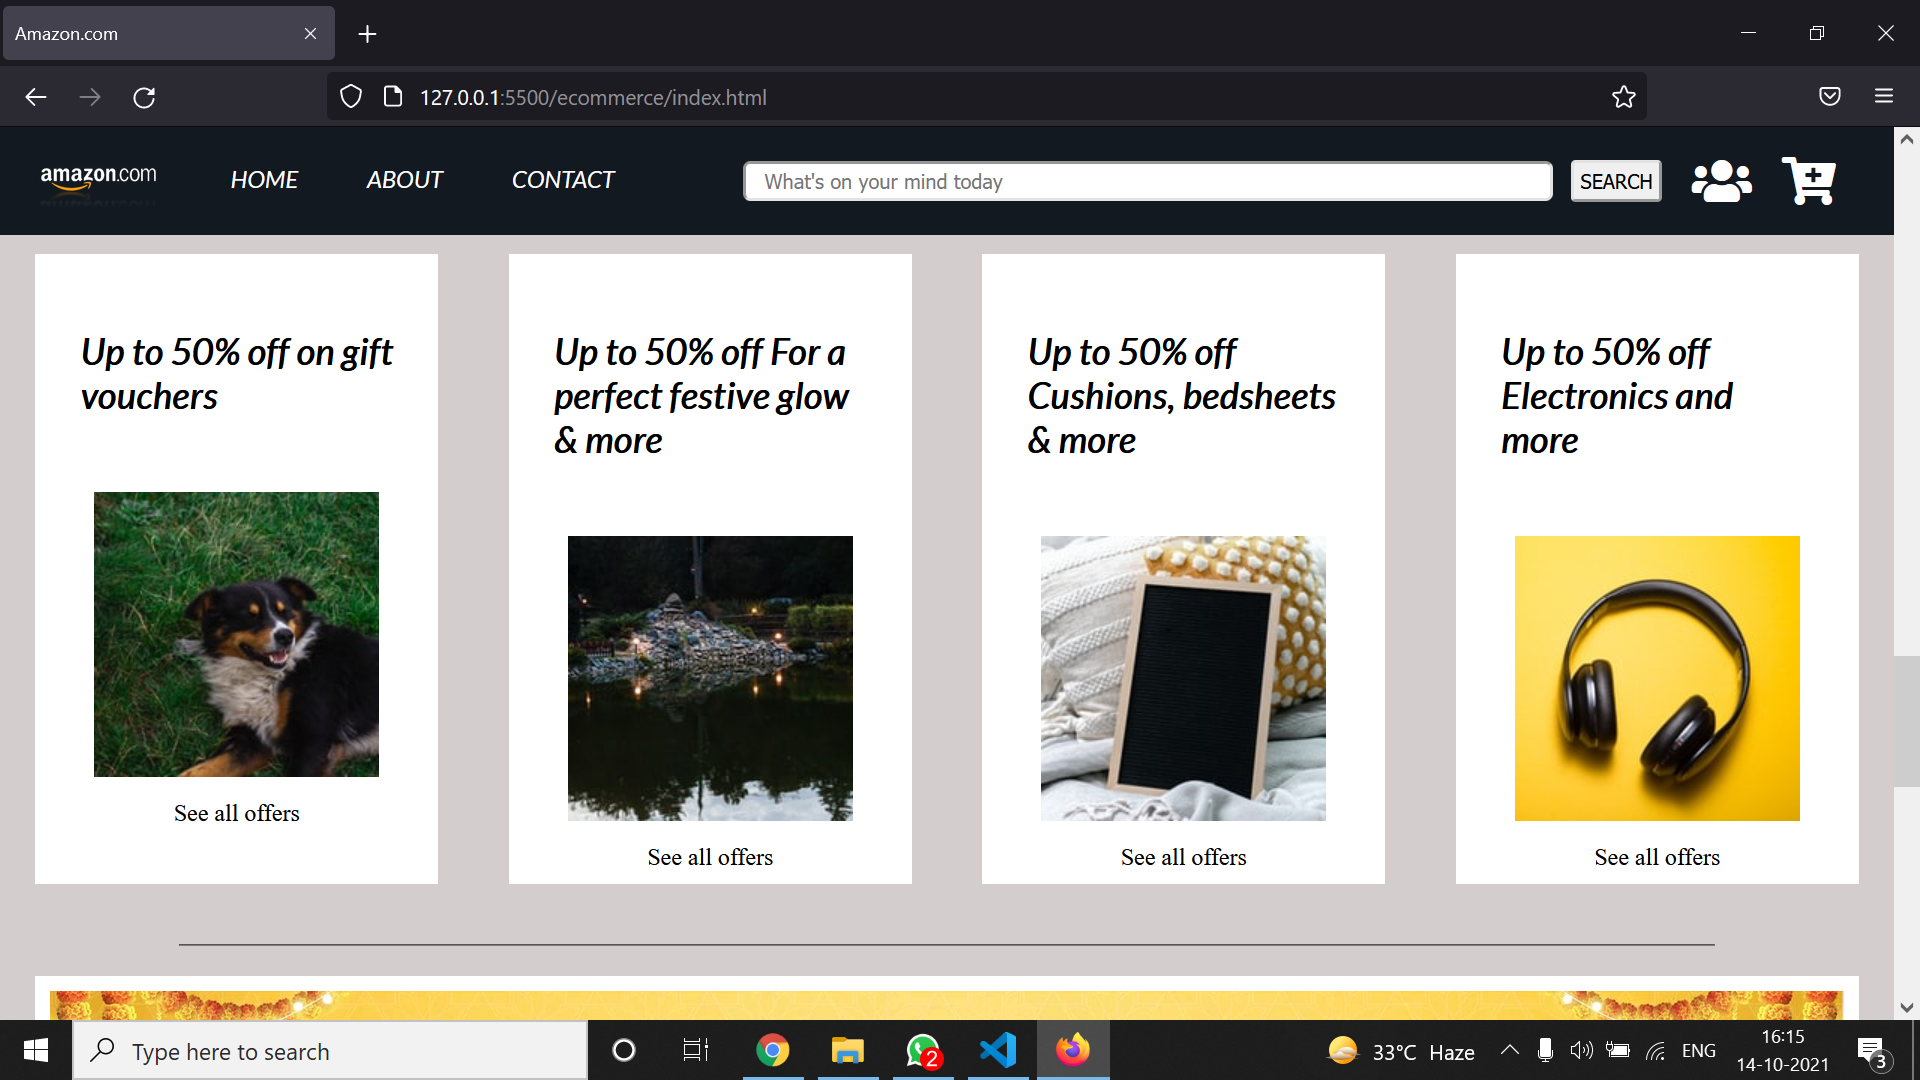 Amazon.com
127.0.0.1:5500/ecommerce/index.html
amazon.com HOME ABOUT CONTACT What's on your mind today SEARCH
Up to 50% off on gift
vouchers
See all offers
Up to 50% off For a
perfect festive glow
& more
See all offers
Up to 50% off
Cushions, bedsheets
& more
See all offers
Up to 50% off
Electronics and
more
See all offers
Type here to search
2
33°C Haze
ENG
16:15
14-10-2021
3